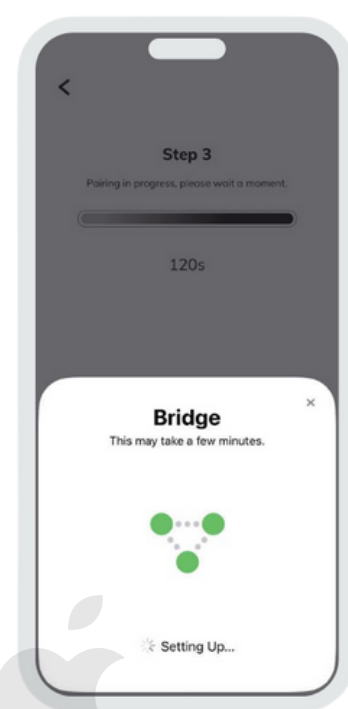 Step 3
Pairing in progress, please wait a moment.
120s
Bridge
This may take a few minutes.
Setting Up...